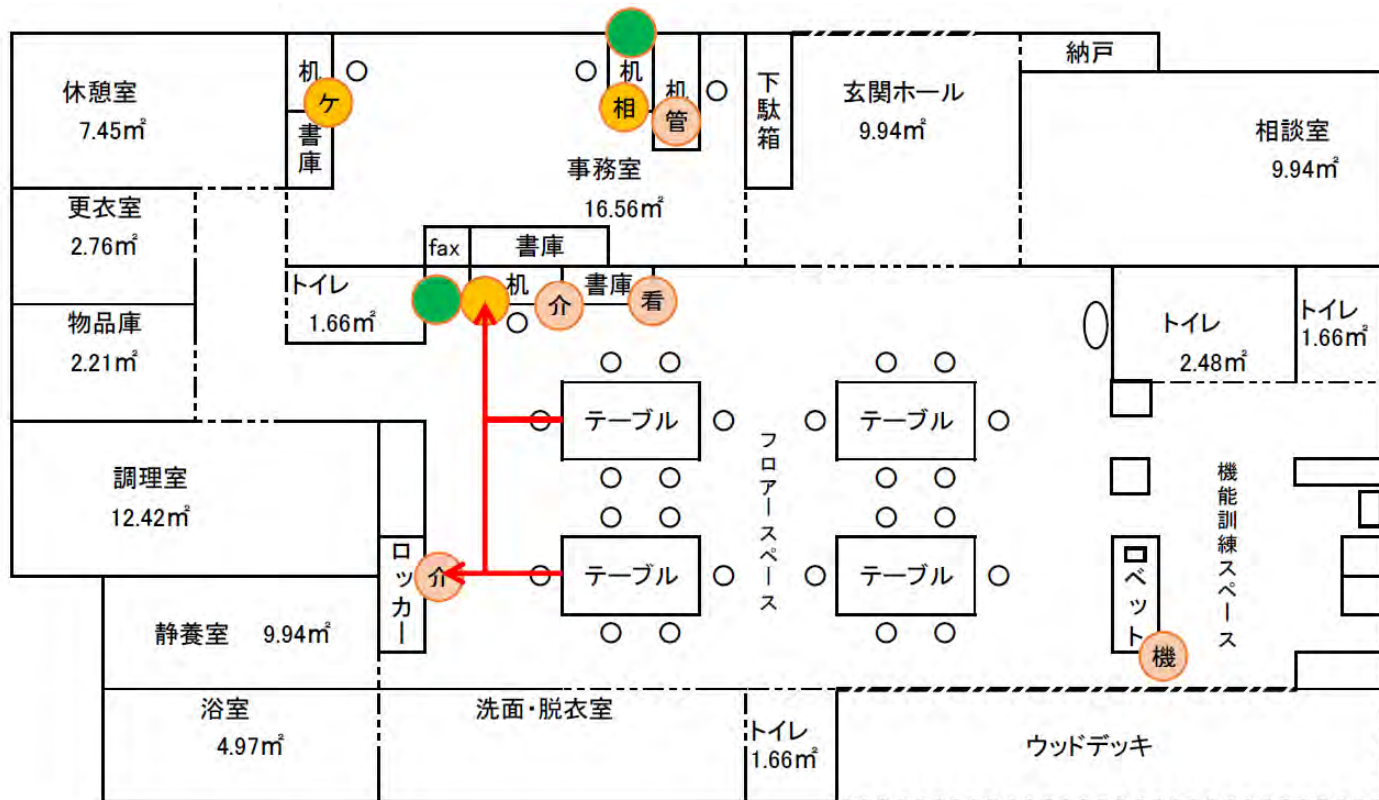 納戸
休憩室
7.45㎡
机
ケ
書庫
机
相
机
管
下駄箱
玄関ホール
9.94㎡
相談室
9.94㎡
事務室
16.56㎡
更衣室
2.76㎡
fax
書庫
トイレ
1.66㎡
机
介
書庫
看
物品庫
2.21㎡
トイレ
2.48㎡
トイレ
1.66㎡
テーブル
テーブル
フロアースペース
調理室
12.42㎡
機能訓練スペース
ロッカー
介
テーブル
テーブル
ベット
機
静養室 9.94㎡
浴室
4.97㎡
洗面・脱衣室
トイレ
1.66㎡
ウッドデッキ